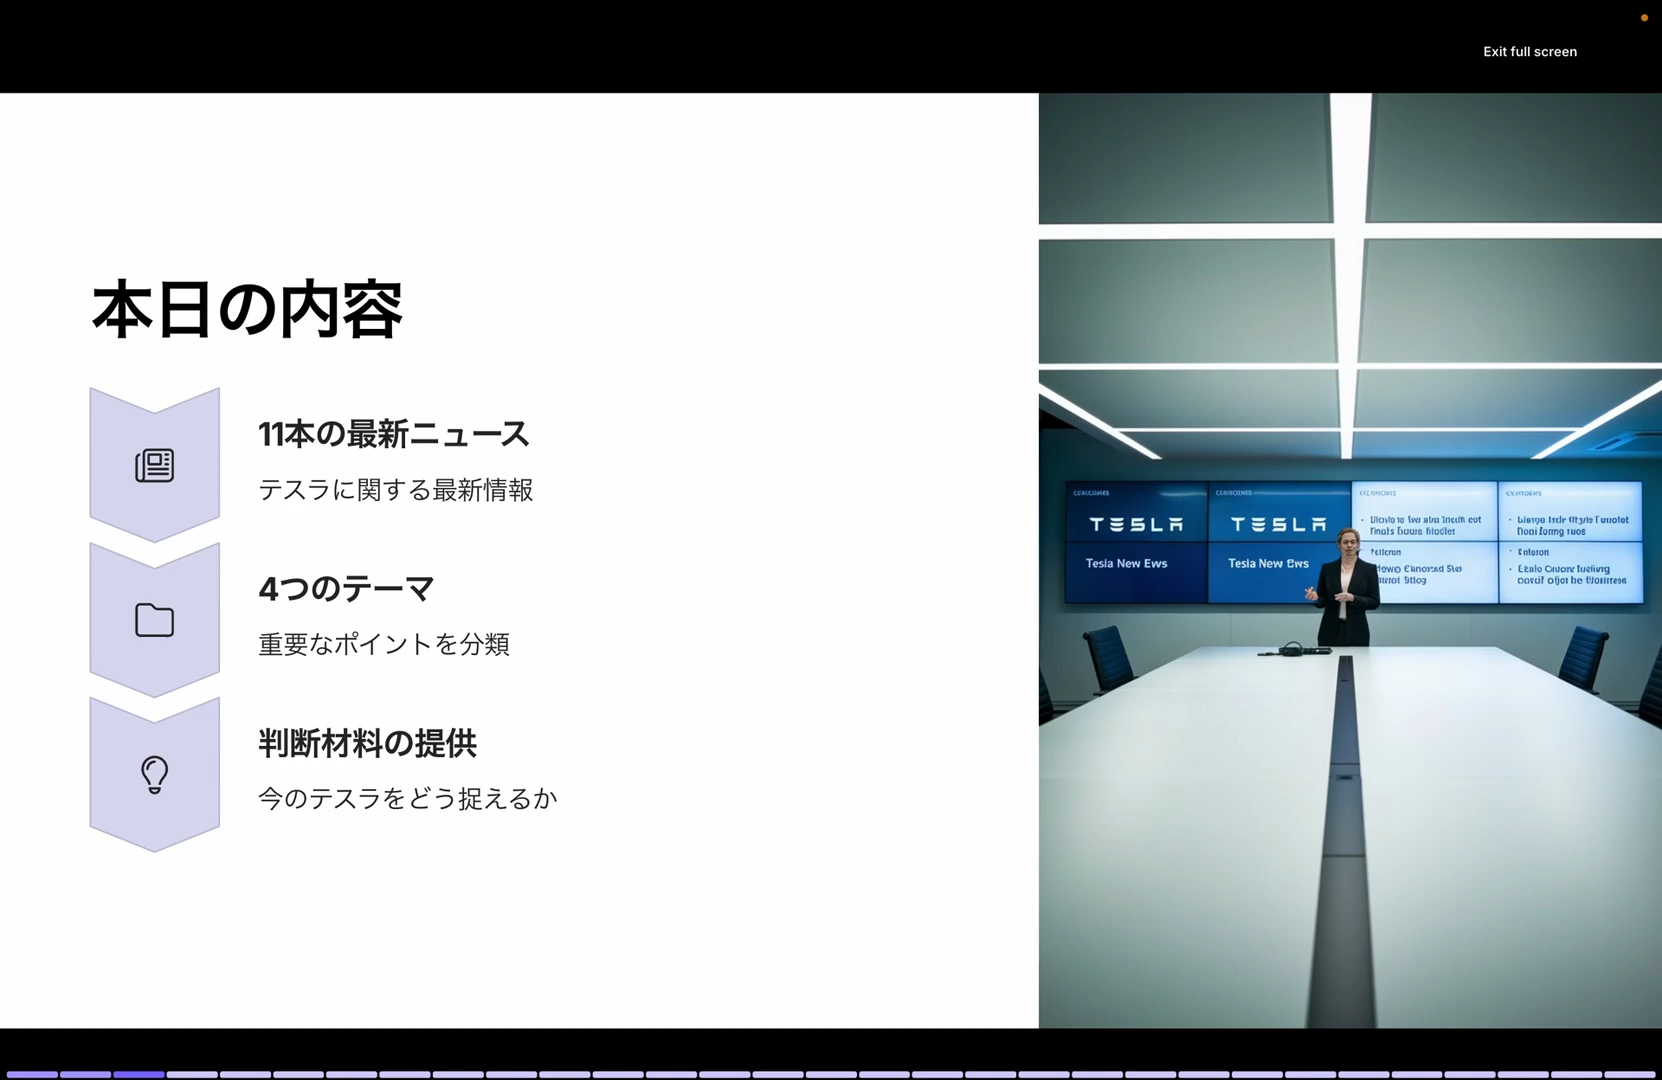 Exit full screen
本日の内容
11本の最新ニュース
テスラに関する最新情報
4つのテーマ
重要なポイントを分類
判断材料の提供
今のテスラをどう捉えるか
TESLA
Tesla New Ews
TESLA
Tesla New Ews